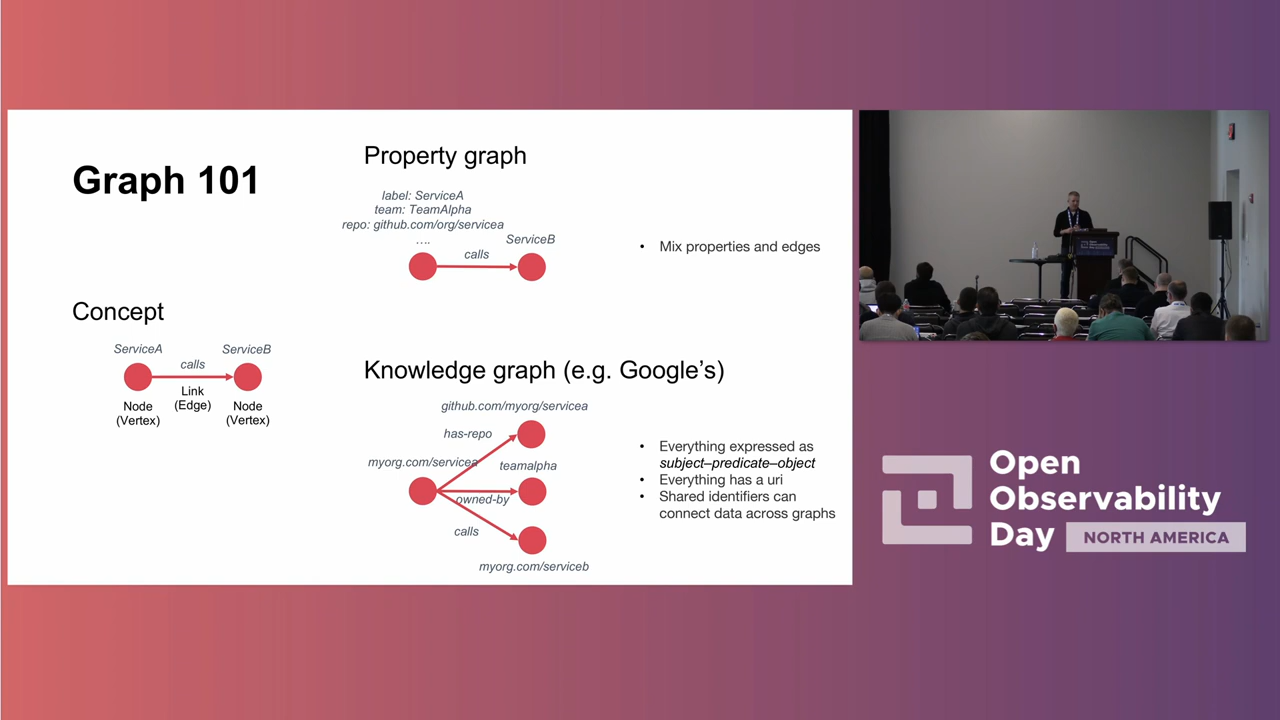 Graph 101
Concept
ServiceA
ServiceB
calls
Link
(Edge)
Node
(Vertex)
Node
(Vertex)
Property graph
label: ServiceA
team: TeamAlpha
repo: github.com/org/servicea
....
ServiceB
calls
• Mix properties and edges
Knowledge graph (e.g. Google's)
github.com/myorg/servicea
has-repo
myorg.com/servicea
teamalpha
owned-by
calls
myorg.com/serviceb
• Everything expressed as
subject–predicate–object
• Everything has a uri
• Shared identifiers can
connect data across graphs
Open
Observability
Day
NORTH AMERICA